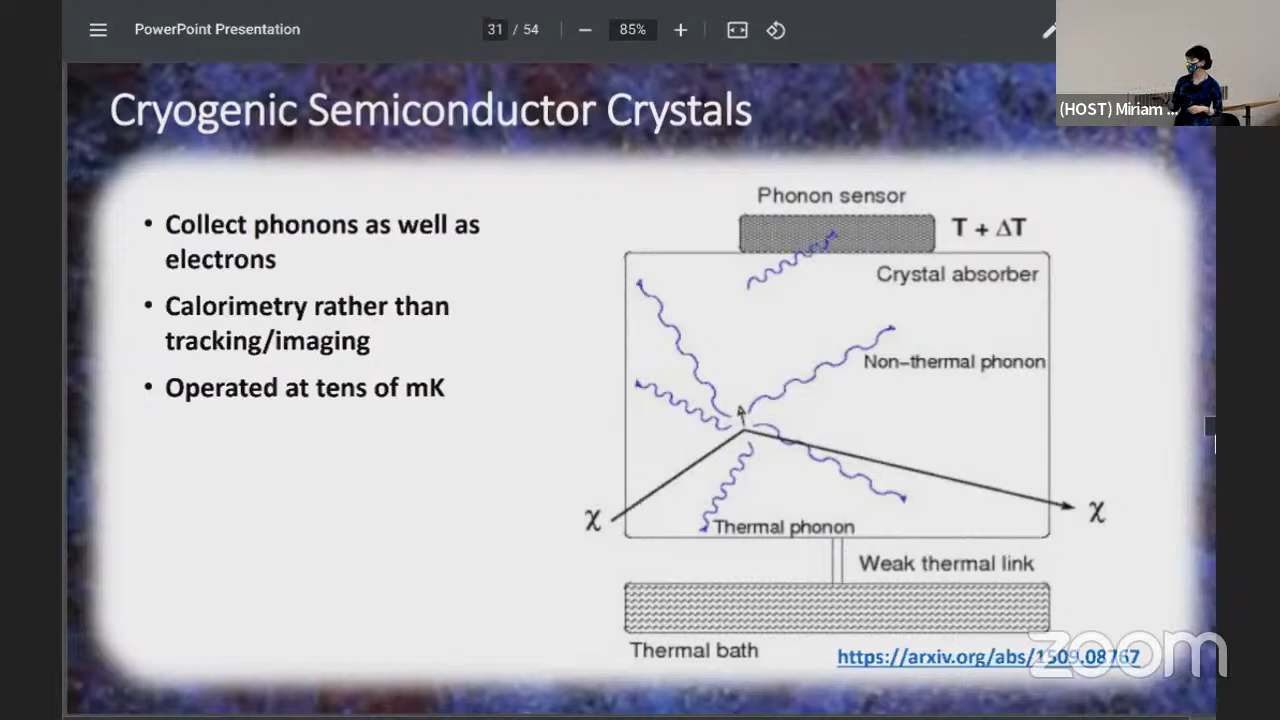 PowerPoint Presentation
31 / 54
85%
(HOST) Miriam ...
Cryogenic Semiconductor Crystals
• Collect phonons as well as
electrons
• Calorimetry rather than
tracking/imaging
• Operated at tens of mK
Phonon sensor
T + ΔT
Crystal absorber
Non-thermal phonon
χ
χ
Thermal phonon
Weak thermal link
Thermal bath
https://arxiv.org/abs/1509.08767
zoom